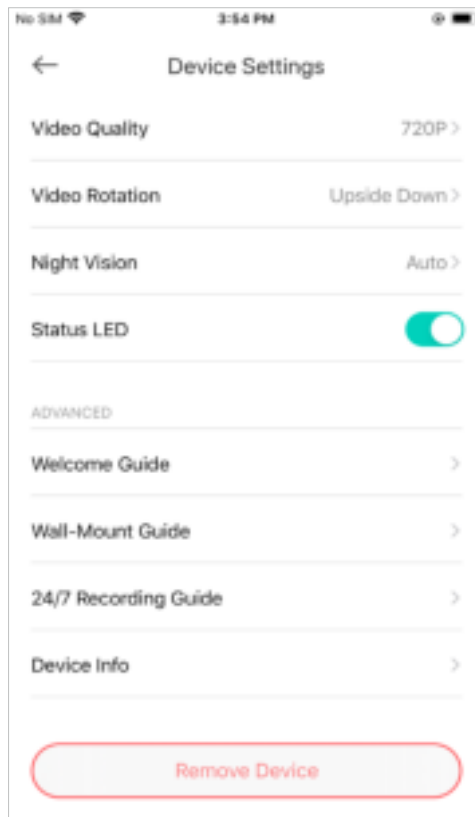 No SIM 3:54 PM
Device Settings
Video Quality 720P
Video Rotation Upside Down
Night Vision Auto
Status LED
ADVANCED
Welcome Guide
Wall-Mount Guide
24/7 Recording Guide
Device Info
Remove Device